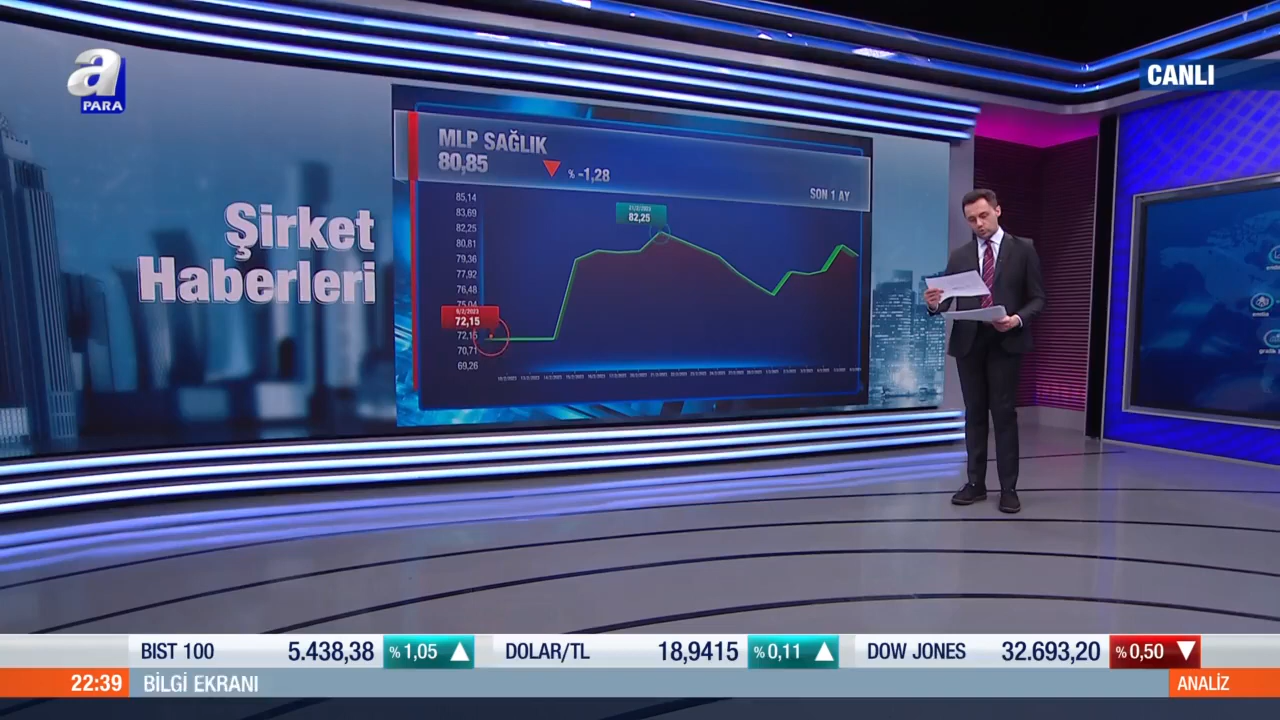 a
PARA
CANLI
Şirket
Haberleri
MLP SAĞLIK
80,85
% -1,28
SON 1 AY
85,14
83,69
82,25
80,81
79,36
77,92
76,48
75,04
72,15
70,71
69,26
21/2/2023
82,25
9/2/2023
72,15
BIST 100 5.438,38 % 1,05
DOLAR/TL 18,9415 % 0,11
DOW JONES 32.693,20 % 0,50
22:39 BİLGİ EKRANI
ANALİZ